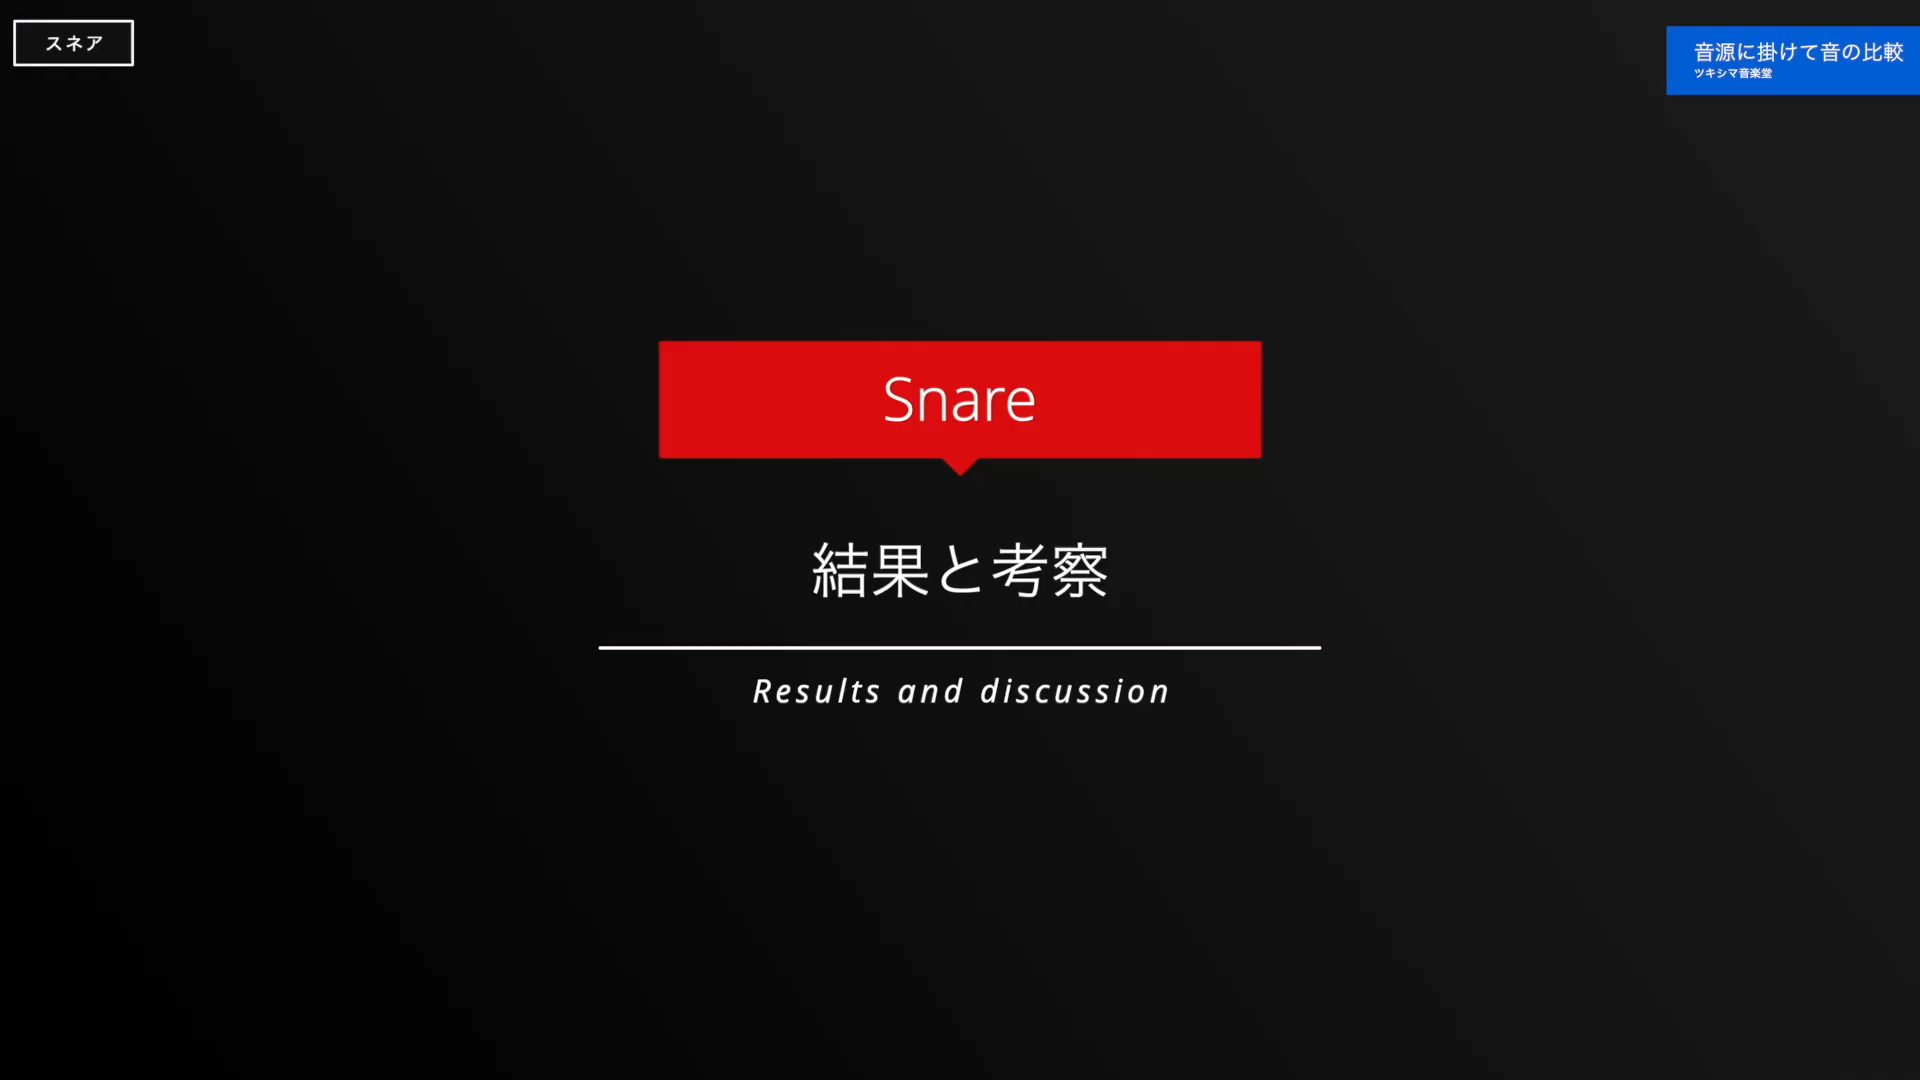 スネア
音源に掛けて音の比較
ツキシマ音楽堂
Snare
結果と考察
Results and discussion